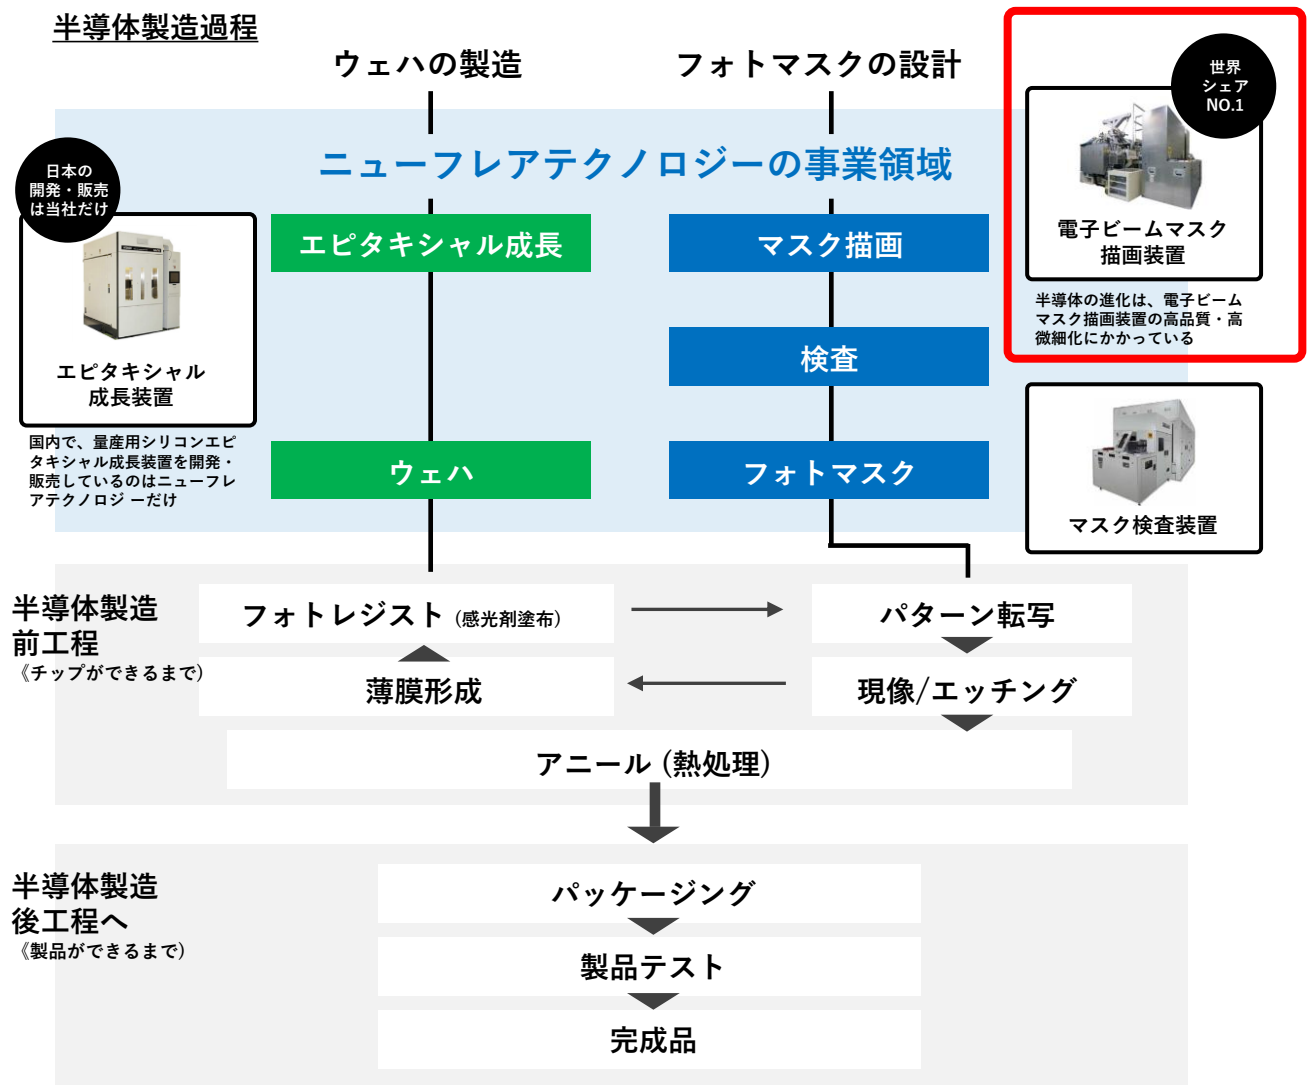 半導体製造過程
ウェハの製造
フォトマスクの設計
世界
シェア
NO.1
ニューフレアテクノロジーの事業領域
日本の
開発・販売
は当社だけ
エピタキシャル成長
マスク描画
電子ビームマスク
描画装置
半導体の進化は、電子ビーム
マスク描画装置の高品質・高
微細化にかかっている
検査
エピタキシャル
成長装置
国内で、量産用シリコンエピ
タキシャル成長装置を開発・
販売しているのはニューフレ
アテクノロジ ーだけ
ウェハ
フォトマスク
マスク検査装置
半導体製造
前工程
《チップができるまで》
フォトレジスト (感光剤塗布)
パターン転写
薄膜形成
現像/エッチング
アニール (熱処理)
半導体製造
後工程へ
《製品ができるまで》
パッケージング
製品テスト
完成品